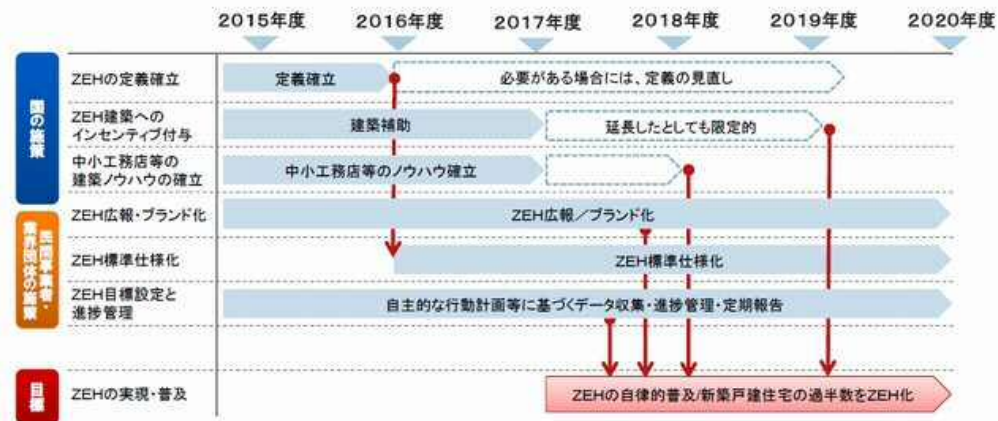 2015年度 2016年度 2017年度 2018年度 2019年度 2020年度
国の施策
ZEHの定義確立
定義確立
必要がある場合には、定義の見直し
ZEH建築への
インセンティブ付与
建築補助
延長したとしても限定的
中小工務店等の
建築ノウハウの確立
中小工務店等のノウハウ確立
民間事業者・
業界団体の施策
ZEH広報・ブランド化
ZEH広報／ブランド化
ZEH標準仕様化
ZEH標準仕様化
ZEH目標設定と
進捗管理
自主的な行動計画等に基づくデータ収集・進捗管理・定期報告
目標
ZEHの実現・普及
ZEHの自律的普及/新築戸建住宅の過半数をZEH化